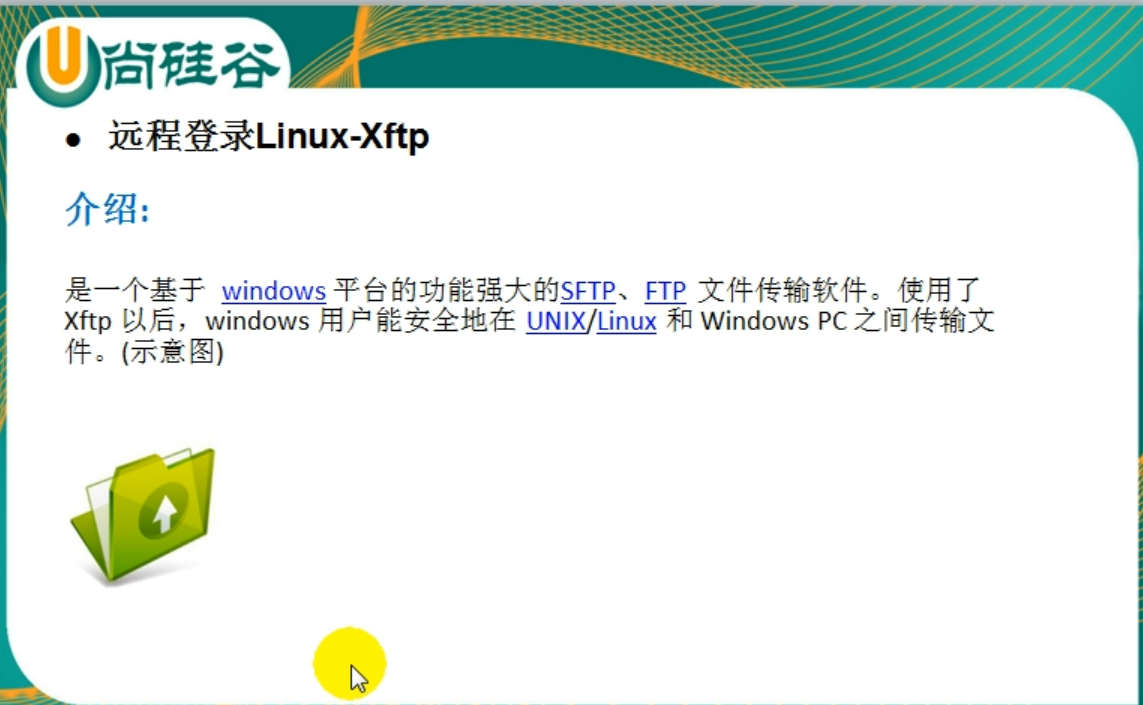 尚硅谷
● 远程登录Linux-Xftp
介绍:
是一个基于 windows 平台的功能强大的SFTP、FTP 文件传输软件。使用了
Xftp 以后，windows 用户能安全地在 UNIX/Linux 和 Windows PC 之间传输文
件。(示意图)